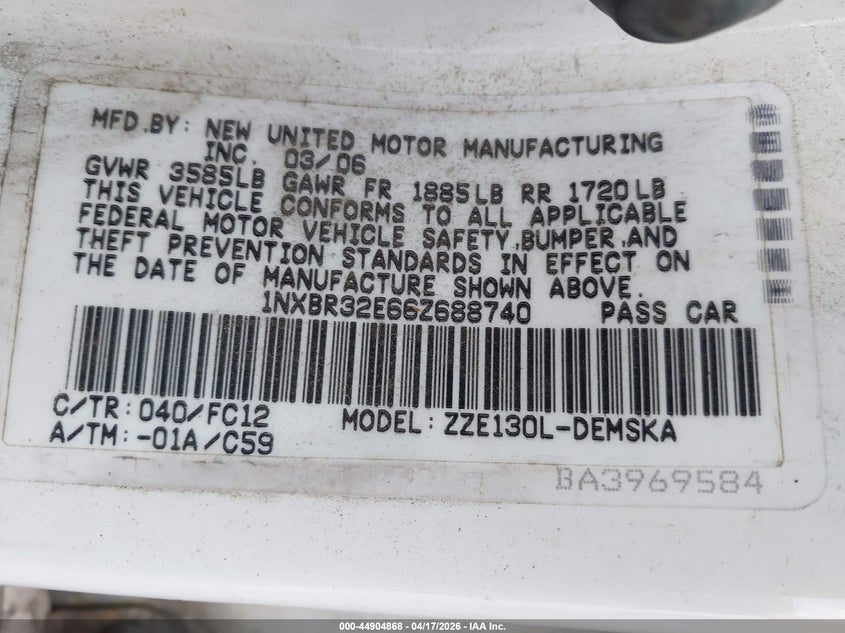 MFD.BY: NEW UNITED MOTOR MANUFACTURING
INC. 03/06
GVWR 3585LB GAWR FR 1885LB RR 1720LB
THIS VEHICLE CONFORMS TO ALL APPLICABLE
FEDERAL MOTOR VEHICLE SAFETY,BUMPER,AND
THEFT PREVENTION STANDARDS IN EFFECT ON
THE DATE OF MANUFACTURE SHOWN ABOVE.
1NXBR32E66Z688740 PASS CAR
C/TR: 040/FC12 MODEL: ZZE130L-DEMSKA
A/TM: -01A/C59
BA3969584
000-44904868 - 04/17/2026 - IAA Inc.